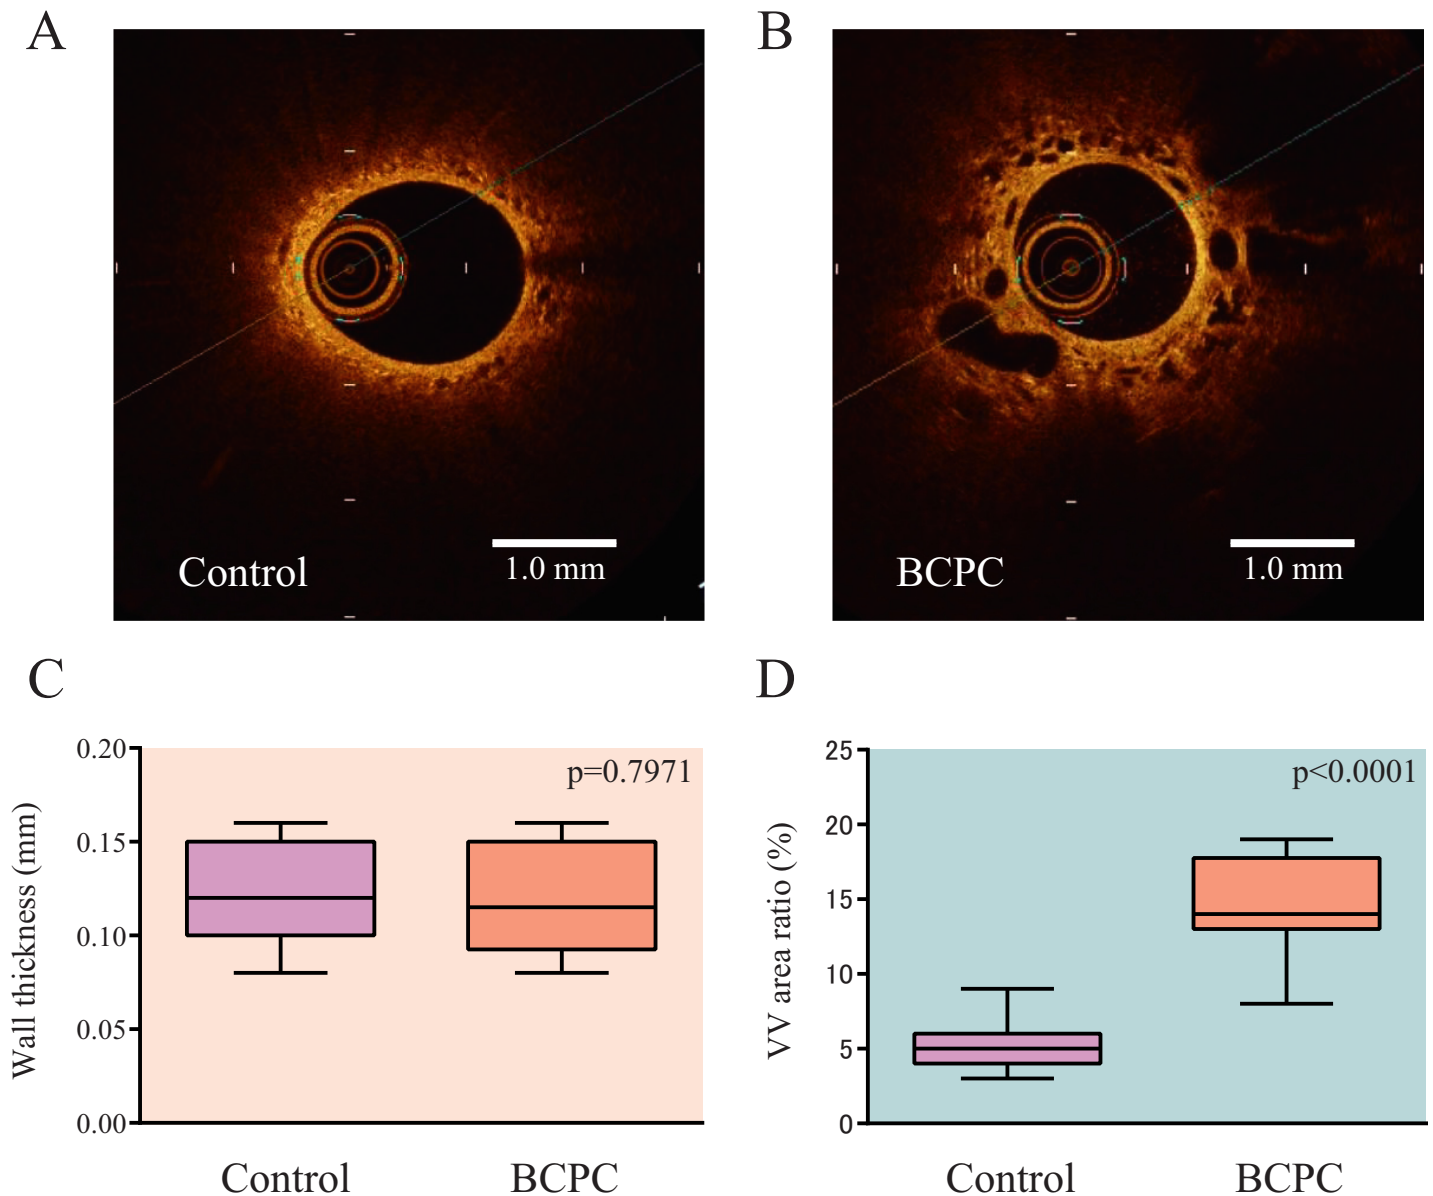 A
B
Control
1.0 mm
BCPC
1.0 mm
C
D
Wall thickness (mm)
0.20
0.15
0.10
0.05
0.00
p=0.7971
Control
BCPC
VV area ratio (%)
25
20
15
10
5
0
p<0.0001
Control
BCPC